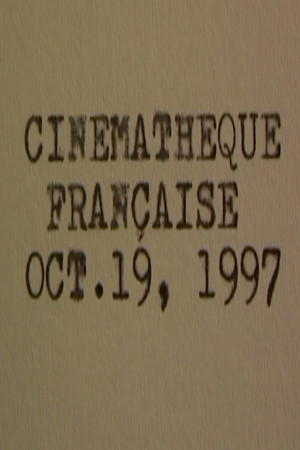 CINEMATHEQUE
FRANÇAISE
OCT.19, 1997